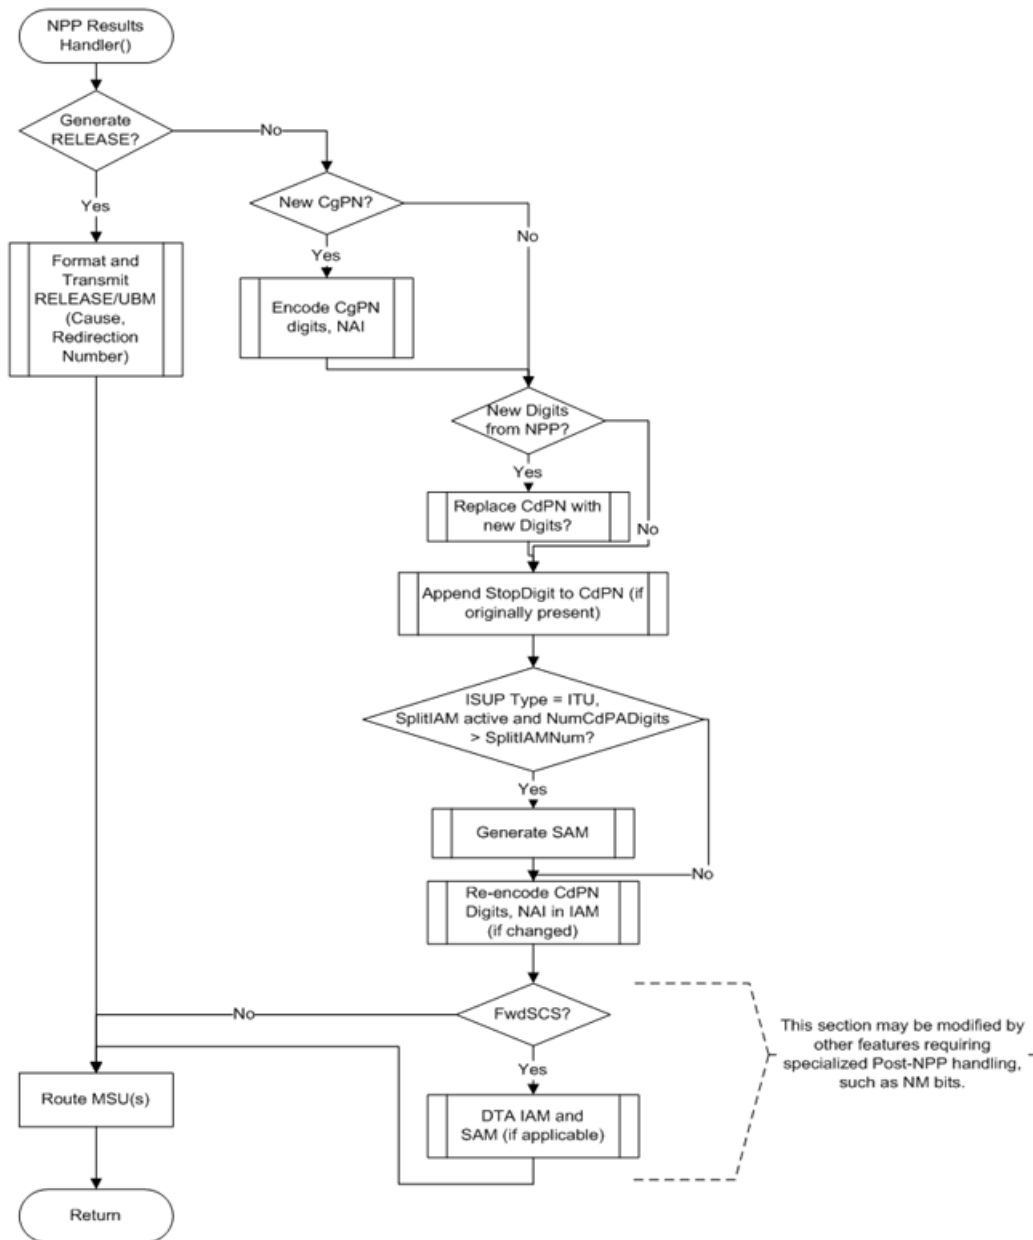 NPP Results
Handler()
Generate
RELEASE?
No
Yes
New CgPN?
No
Yes
Format and
Transmit
RELEASE/UBM
(Cause,
Redirection
Number)
Encode CgPN
digits, NAI
New Digits
from NPP?
Yes
No
Replace CdPN with
new Digits?
Append StopDigit to CdPN (if
originally present)
ISUP Type = ITU,
SplitIAM active and NumCdPADigits
> SplitIAMNum?
Yes
Generate SAM
No
Re-encode CdPN
Digits, NAI in IAM
(if changed)
FwdSCS?
No
Yes
DTA IAM and
SAM (if applicable)
This section may be modified by
other features requiring
specialized Post-NPP handling,
such as NM bits.
Route MSU(s)
Return